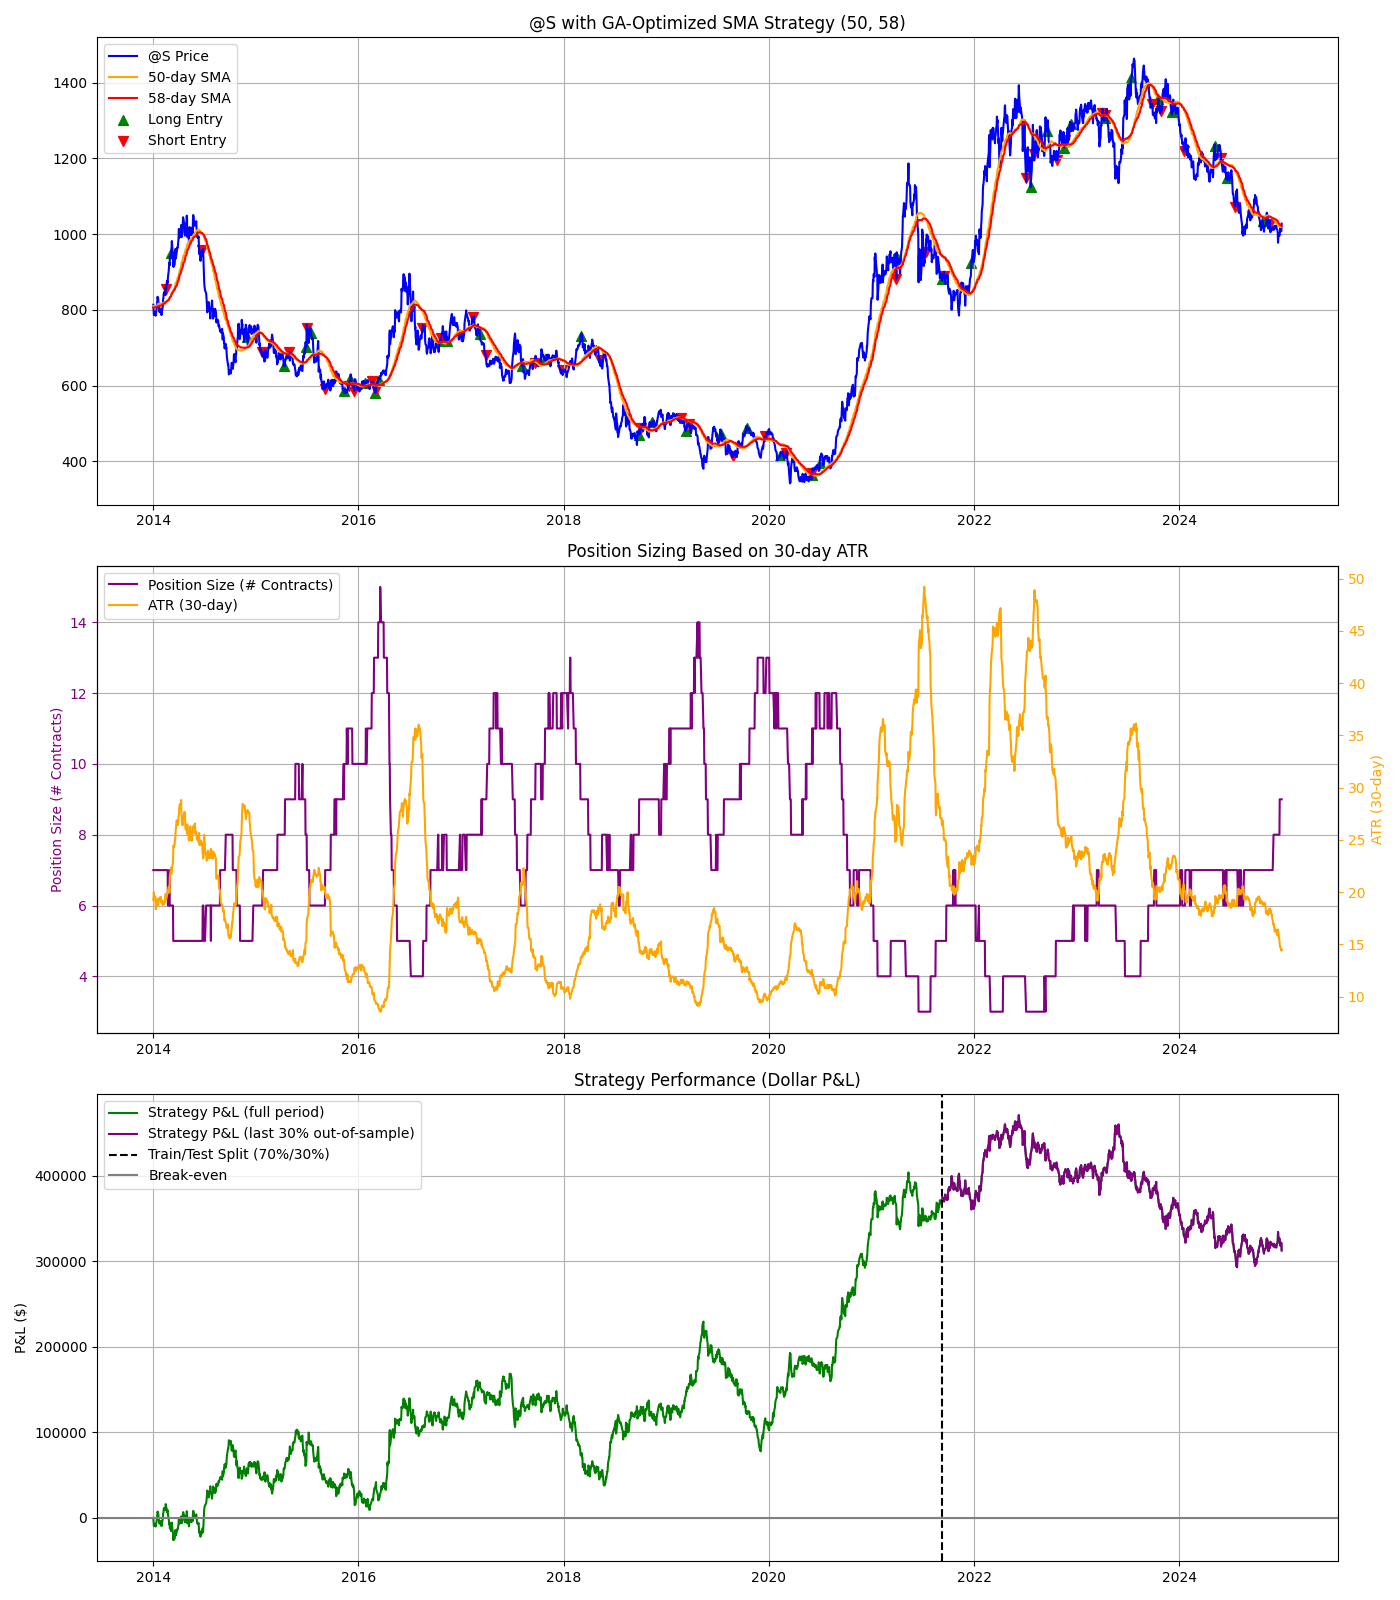 @S with GA-Optimized SMA Strategy (50, 58)
@S Price
50-day SMA
58-day SMA
Long Entry
Short Entry
1400
1200
1000
800
600
400
2014 2016 2018 2020 2022 2024
Position Sizing Based on 30-day ATR
Position Size (# Contracts)
ATR (30-day)
Position Size (# Contracts)
14
12
10
8
6
4
50
45
40
35
30
25
20
15
10
ATR (30-day)
2014 2016 2018 2020 2022 2024
Strategy Performance (Dollar P&L)
Strategy P&L (full period)
Strategy P&L (last 30% out-of-sample)
Train/Test Split (70%/30%)
Break-even
P&L ($)
400000
300000
200000
100000
0
2014 2016 2018 2020 2022 2024